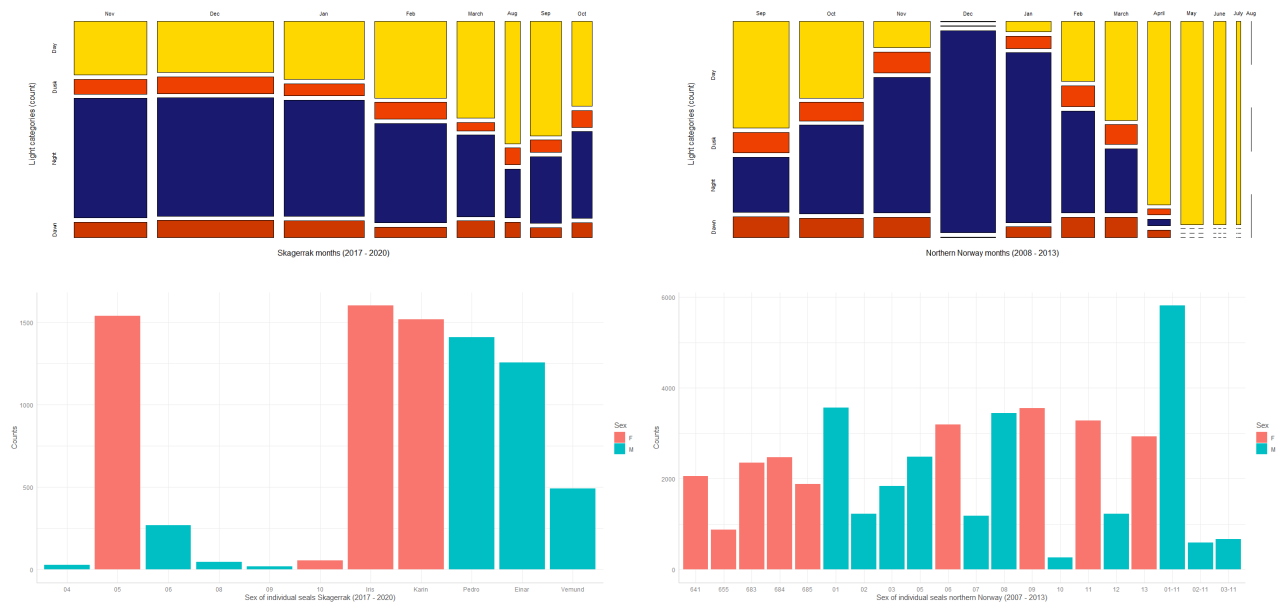 Nov Dec Jan Feb March Aug Sep Oct
Day
Dusk
Night
Dawn
Light categories (count)
Skagerrak months (2017 - 2020)
Sep Oct Nov Dec Jan Feb March April May June July Aug
Day
Dusk
Night
Dawn
Light categories (count)
Northern Norway months (2008 - 2013)
1500
1000
500
0
Counts
04 05 06 08 09 10 Iris Karin Pedro Einar Vemund
Sex of individual seals Skagerrak (2017 - 2020)
Sex
F
M
6000
4000
2000
0
Counts
641 655 983 984 985 01 02 03 05 06 07 08 09 10 11 12 13 01-11 02-11 03-11
Sex of individual seals northern Norway (2007 - 2013)
Sex
F
M